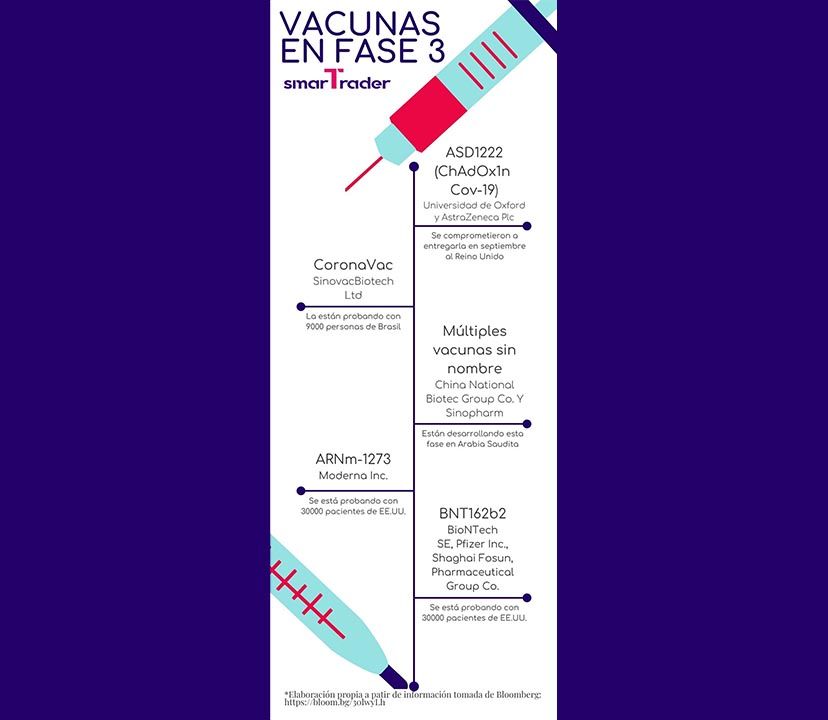 VACUNAS
EN FASE 3
smarTrader
ASD1222
(ChAdOx1n
Cov-19)
Universidad de Oxford
y AstraZeneca Plc
Se comprometieron a
entregarla en septiembre
al Reino Unido
CoronaVac
SinovacBiotech
Ltd
La están probando con
9000 personas de Brasil
Múltiples
vacunas sin
nombre
China National
Biotec Group Co. Y
Sinopharm
Están desarrollando esta
fase en Arabia Saudita
ARNm-1273
Moderna Inc.
Se está probando con
30000 pacientes de EE.UU.
BNT162b2
BioNTech
SE, Pfizer Inc.,
Shaghai Fosun,
Pharmaceutical
Group Co.
Se está probando con
30000 pacientes de EE.UU.
*Elaboración propia a patir de información tomada de Bloomberg: